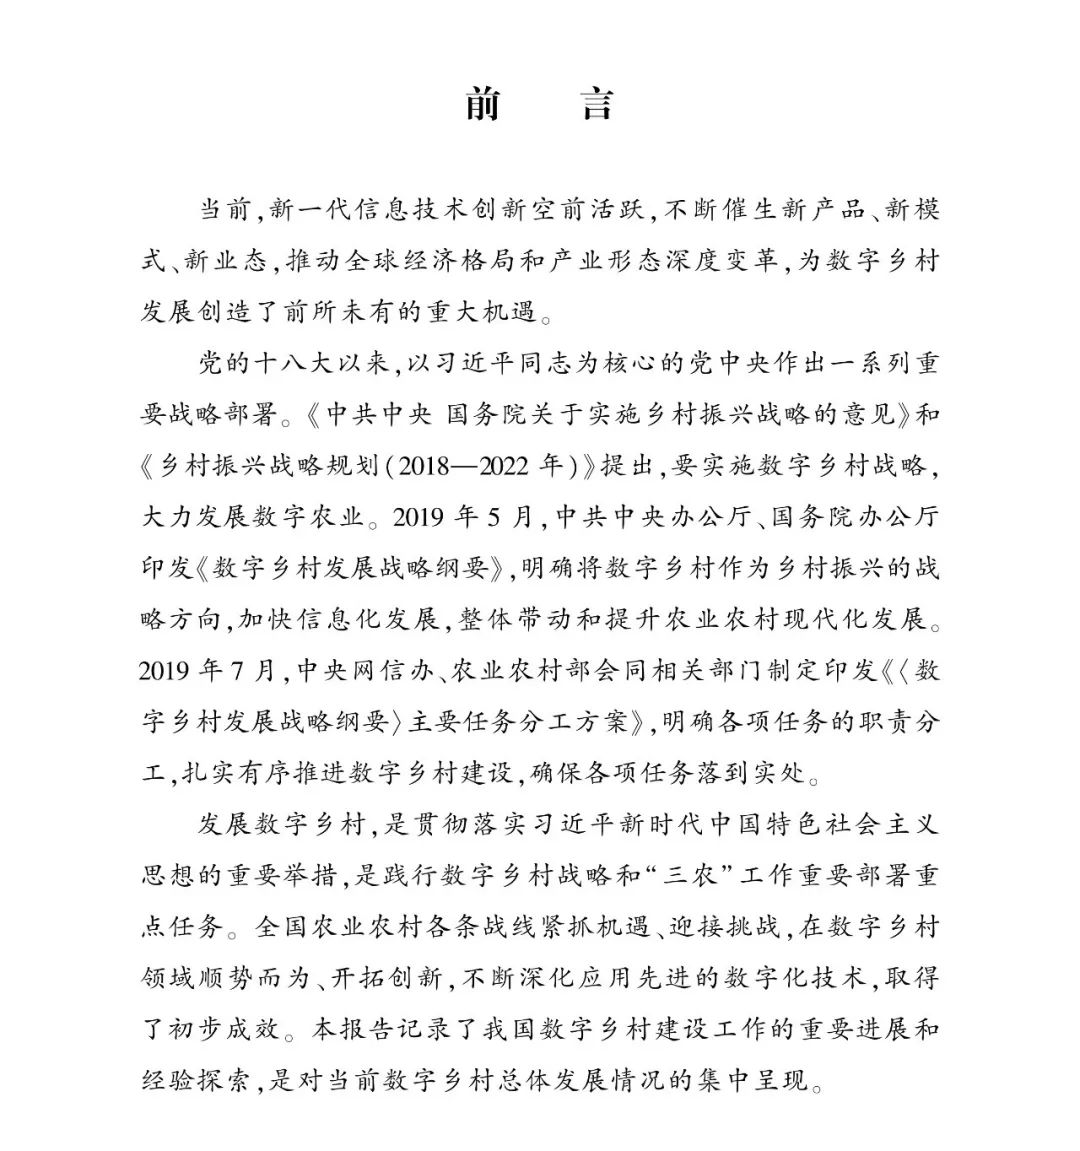 前 言
当前,新一代信息技术创新空前活跃,不断催生新产品、新模
式、新业态,推动全球经济格局和产业形态深度变革,为数字乡村
发展创造了前所未有的重大机遇。
党的十八大以来,以习近平同志为核心的党中央作出一系列重
要战略部署。《中共中央 国务院关于实施乡村振兴战略的意见》和
《乡村振兴战略规划(2018—2022 年)》提出,要实施数字乡村战略,
大力发展数字农业。2019 年 5 月,中共中央办公厅、国务院办公厅
印发《数字乡村发展战略纲要》,明确将数字乡村作为乡村振兴的战
略方向,加快信息化发展,整体带动和提升农业农村现代化发展。
2019 年 7 月,中央网信办、农业农村部会同相关部门制定印发《〈数
字乡村发展战略纲要〉主要任务分工方案》,明确各项任务的职责分
工,扎实有序推进数字乡村建设,确保各项任务落到实处。
发展数字乡村,是贯彻落实习近平新时代中国特色社会主义
思想的重要举措,是践行数字乡村战略和“三农”工作重要部署重
点任务。全国农业农村各条战线紧抓机遇、迎接挑战,在数字乡村
领域顺势而为、开拓创新,不断深化应用先进的数字化技术,取得
了初步成效。本报告记录了我国数字乡村建设工作的重要进展和
经验探索,是对当前数字乡村总体发展情况的集中呈现。